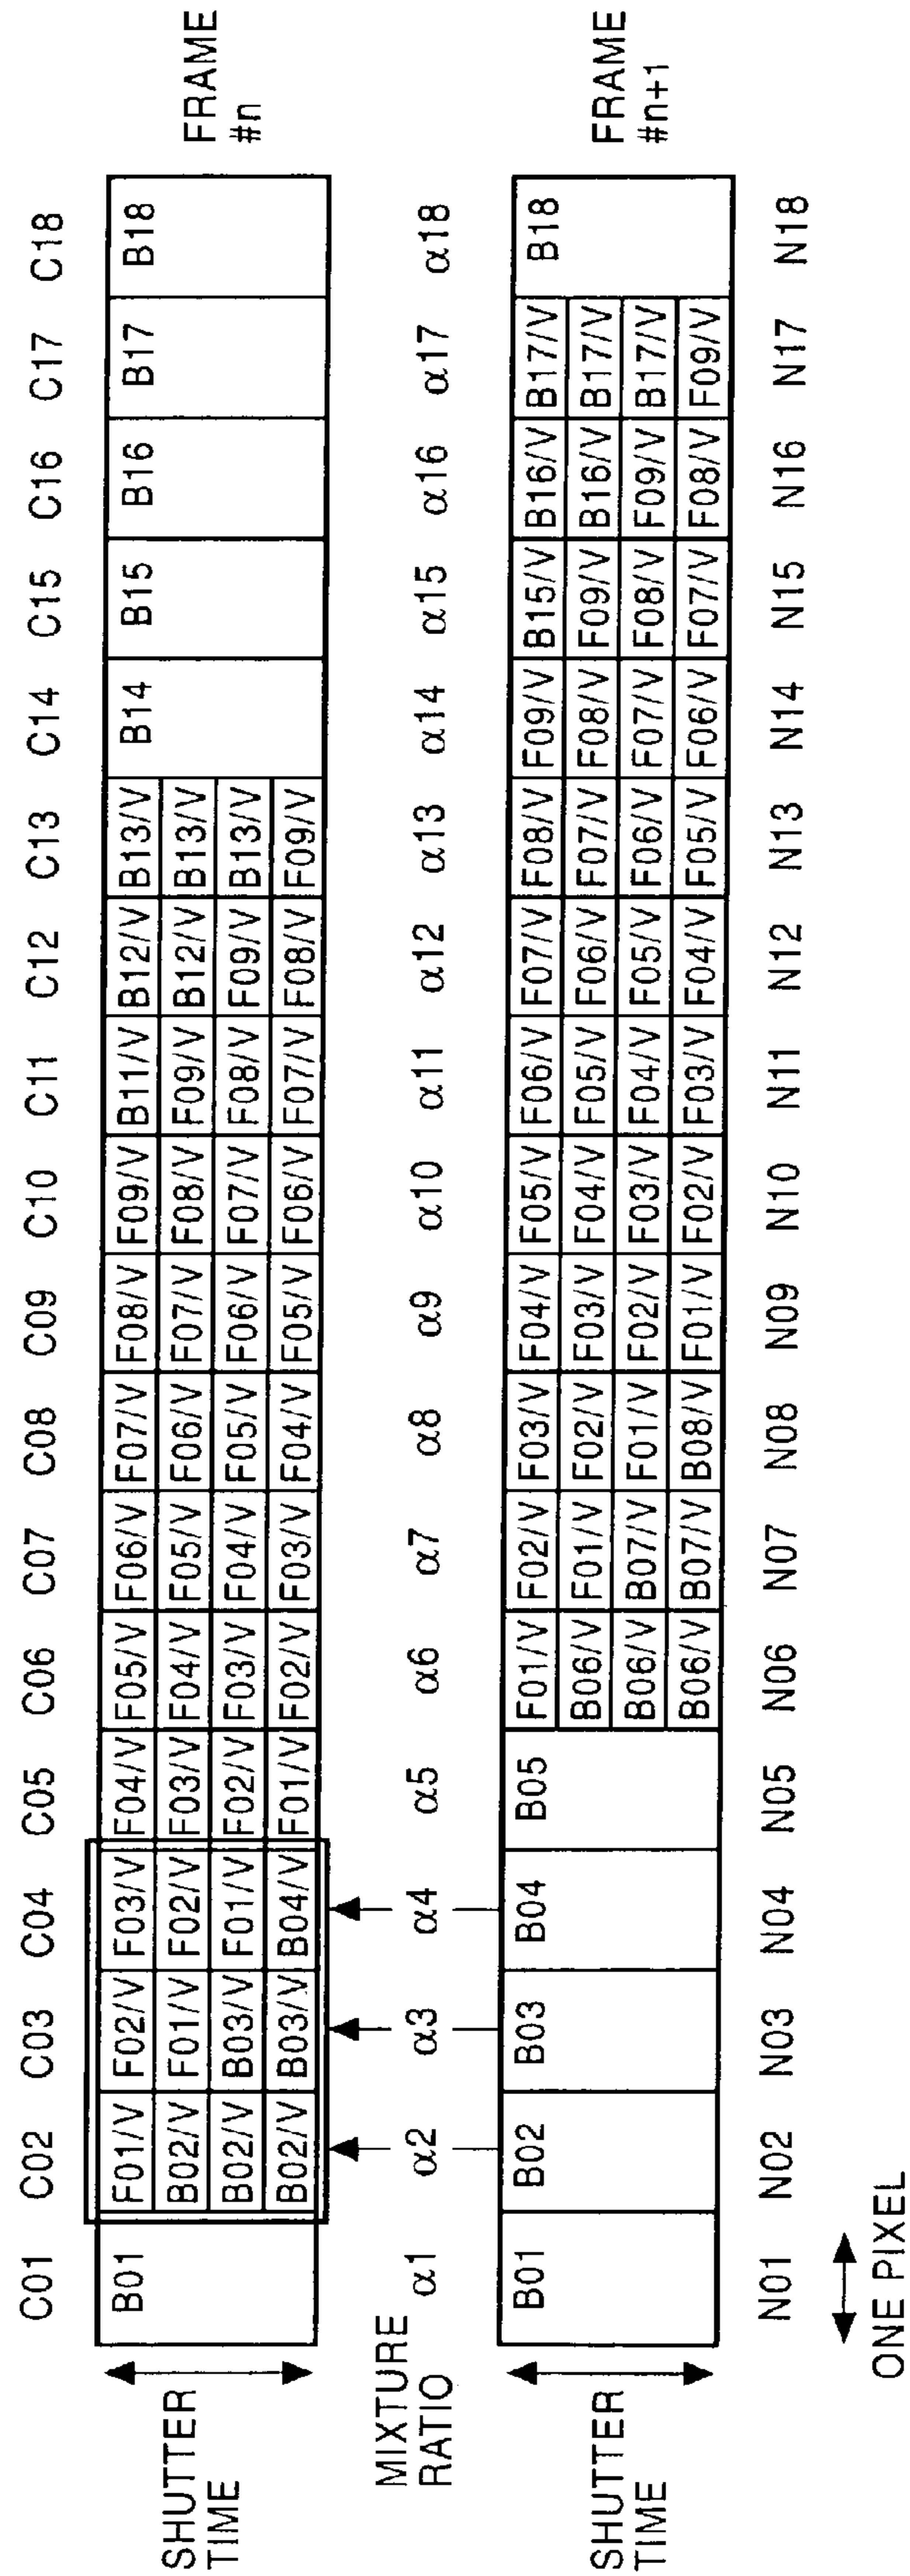 C01 C02 C03 C04 C05 C06 C07 C08 C09 C10 C11 C12 C13 C14 C15 C16 C17 C18
SHUTTER
TIME
B01 F01/V F02/V F03/V F04/V F05/V F06/V F07/V F08/V F09/V B11/V B12/V B13/V B14 B15 B16 B17 B18
B02/V F01/V F02/V F03/V F04/V F05/V F06/V F07/V F08/V F09/V B12/V B13/V
B02/V B03/V F01/V F02/V F03/V F04/V F05/V F06/V F07/V F08/V F09/V B13/V
B02/V B03/V B04/V F01/V F02/V F03/V F04/V F05/V F06/V F07/V F08/V F09/V
FRAME
#n
MIXTURE
RATIO
α1 α2 α3 α4 α5 α6 α7 α8 α9 α10 α11 α12 α13 α14 α15 α16 α17 α18
SHUTTER
TIME
B01 B02 B03 B04 B05 F01/V F02/V F03/V F04/V F05/V F06/V F07/V F08/V F09/V B15/V B16/V B17/V B18
B06/V F01/V F02/V F03/V F04/V F05/V F06/V F07/V F08/V F09/V B16/V B17/V
B06/V B07/V F01/V F02/V F03/V F04/V F05/V F06/V F07/V F08/V F09/V B17/V
B06/V B07/V B08/V F01/V F02/V F03/V F04/V F05/V F06/V F07/V F08/V F09/V
FRAME
#n+1
N01 N02 N03 N04 N05 N06 N07 N08 N09 N10 N11 N12 N13 N14 N15 N16 N17 N18
ONE PIXEL